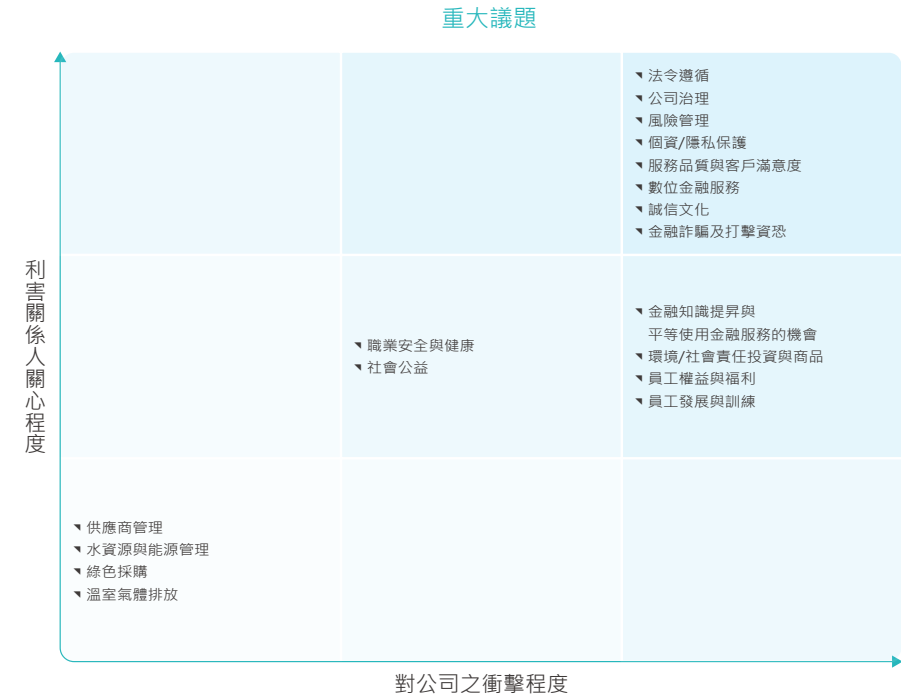 重大議題
法令遵循
公司治理
風險管理
個資/隱私保護
服務品質與客戶滿意度
數位金融服務
誠信文化
金融詐騙及打擊資恐
利害關係人關心程度
職業安全與健康
社會公益
金融知識提昇與
平等使用金融服務的機會
環境/社會責任投資與商品
員工權益與福利
員工發展與訓練
供應商管理
水資源與能源管理
綠色採購
溫室氣體排放
對公司之衝擊程度